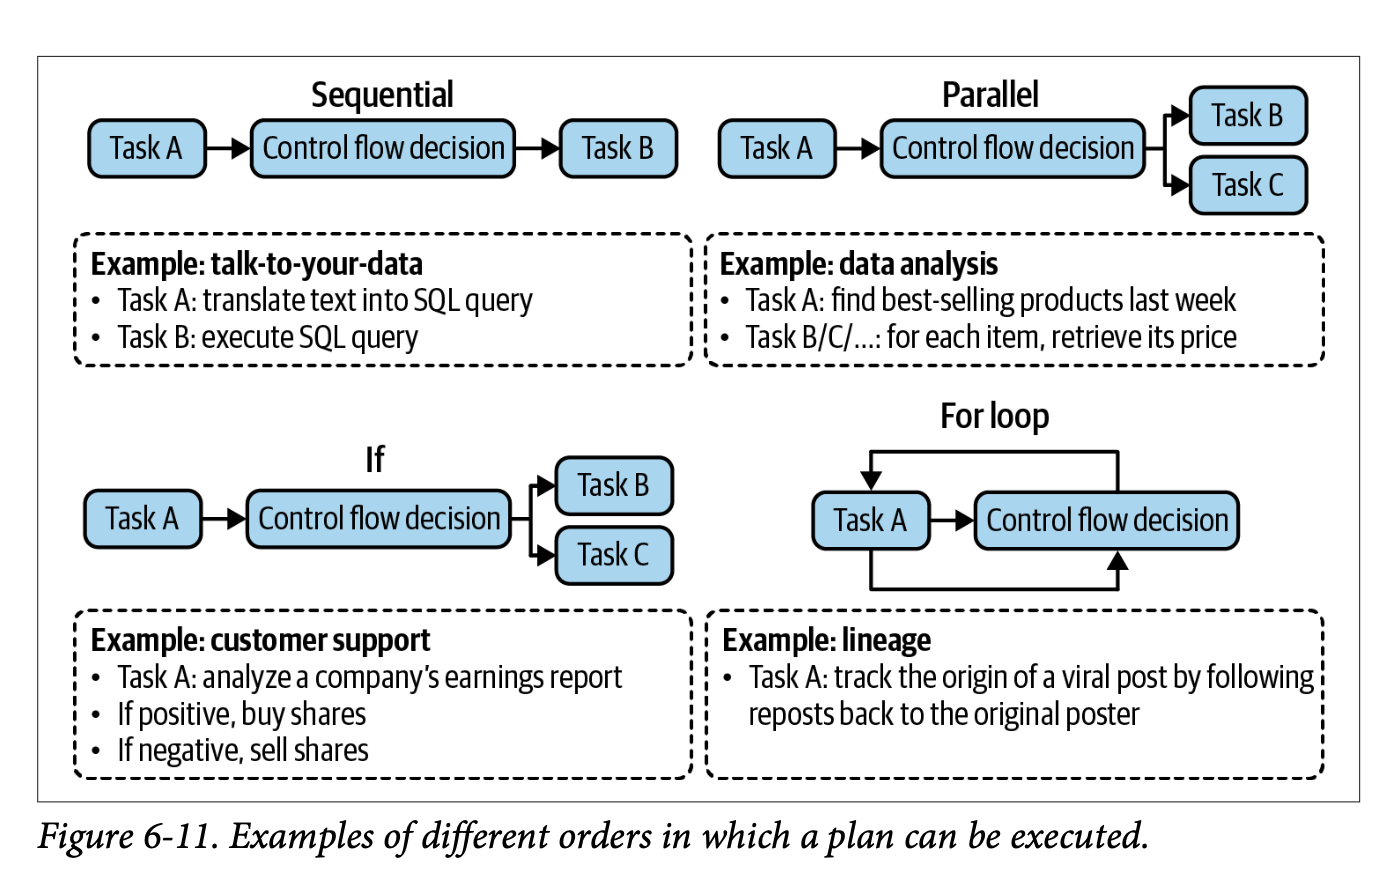 Sequential
Task A
Control flow decision
Task B
Example: talk-to-your-data
• Task A: translate text into SQL query
• Task B: execute SQL query
Parallel
Task A
Control flow decision
Task B
Task C
Example: data analysis
• Task A: find best-selling products last week
• Task B/C/...: for each item, retrieve its price
If
Task A
Control flow decision
Task B
Task C
Example: customer support
• Task A: analyze a company’s earnings report
• If positive, buy shares
• If negative, sell shares
For loop
Task A
Control flow decision
Example: lineage
• Task A: track the origin of a viral post by following
reposts back to the original poster
Figure 6-11. Examples of different orders in which a plan can be executed.